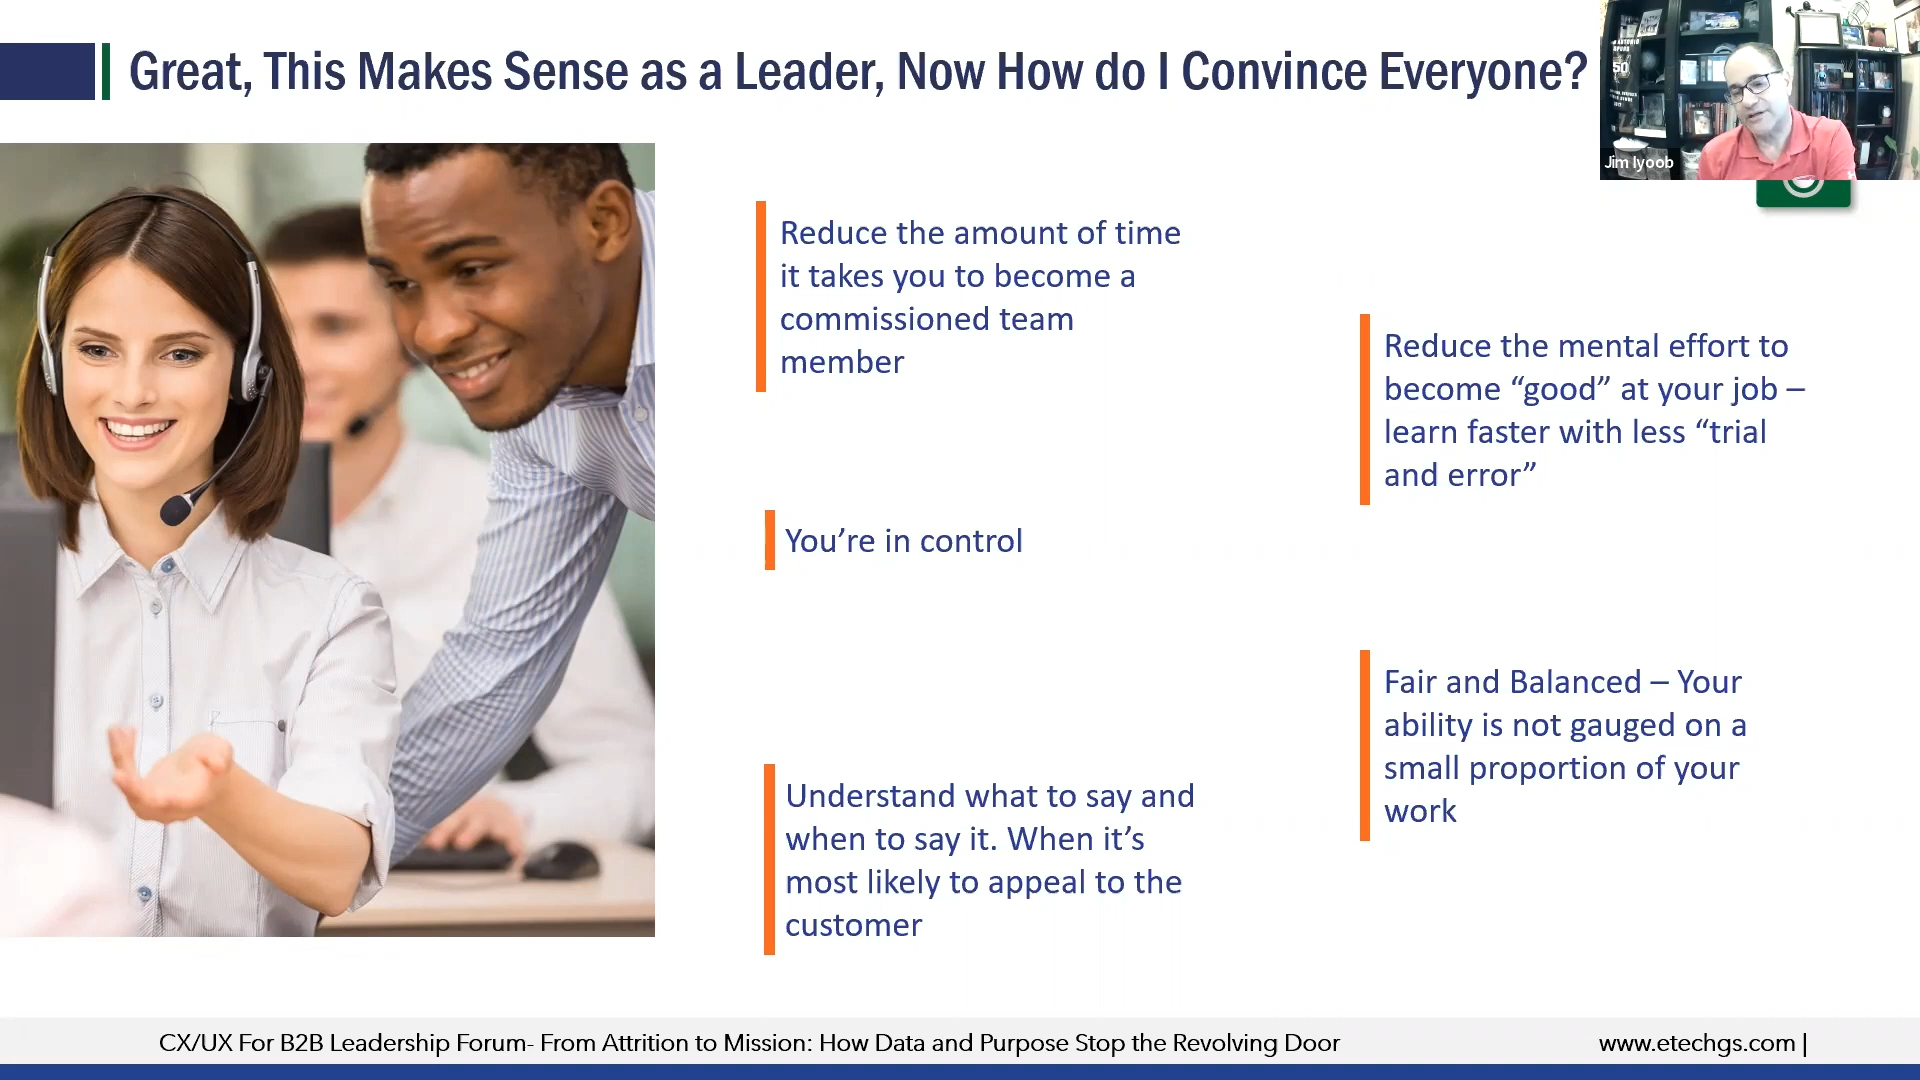 Great, This Makes Sense as a Leader, Now How do I Convince Everyone?
50
Jim Iyoob
Reduce the amount of time
it takes you to become a
commissioned team
member
Reduce the mental effort to
become “good” at your job –
learn faster with less “trial
and error”
You’re in control
Fair and Balanced – Your
ability is not gauged on a
small proportion of your
work
Understand what to say and
when to say it. When it’s
most likely to appeal to the
customer
CX/UX For B2B Leadership Forum- From Attrition to Mission: How Data and Purpose Stop the Revolving Door
www.etechgs.com |